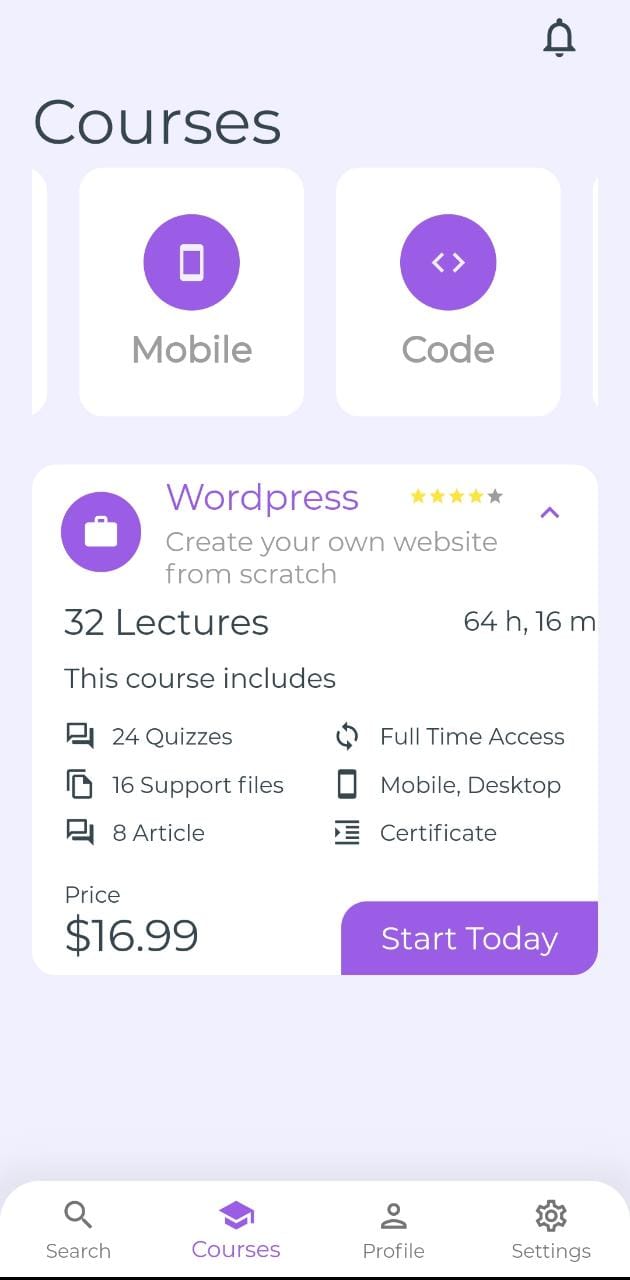 Courses
Mobile
Code
Wordpress
Create your own website
from scratch
32 Lectures
64 h, 16 m
This course includes
24 Quizzes
Full Time Access
16 Support files
Mobile, Desktop
8 Article
Certificate
Price
$16.99
Start Today
Search
Courses
Profile
Settings